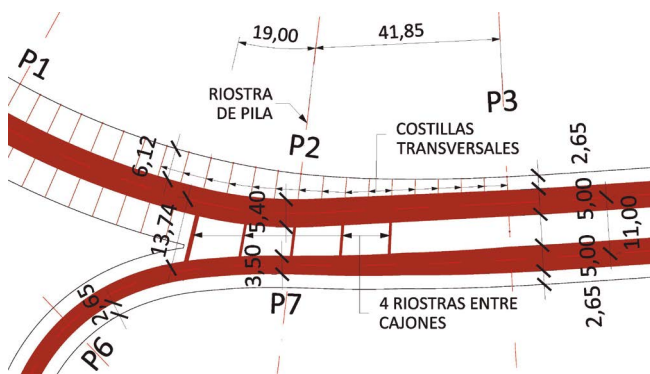 19,00
41,85
P1
RIOSTRA
DE PILA
P3
P2
COSTILLAS
TRANSVERSALES
2,65
6,12
5,40
5,00
13,74
11,00
3,50
5,00
2,65
P7
4 RIOSTRAS ENTRE
CAJONES
2,65
P6